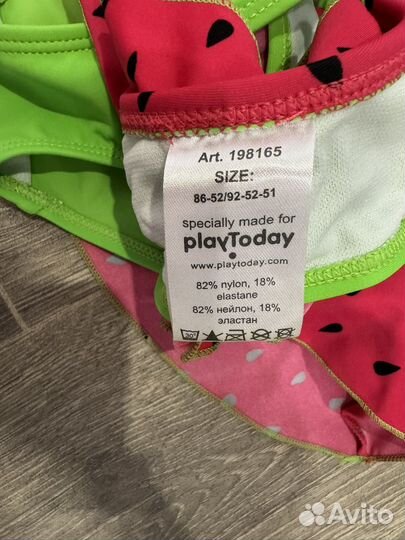 Art. 198165
SIZE:
86-52/92-52-51
specially made for
playToday
www.playtoday.com
82% nylon, 18%
elastane
82% нейлон, 18%
эластан
30°
Avito